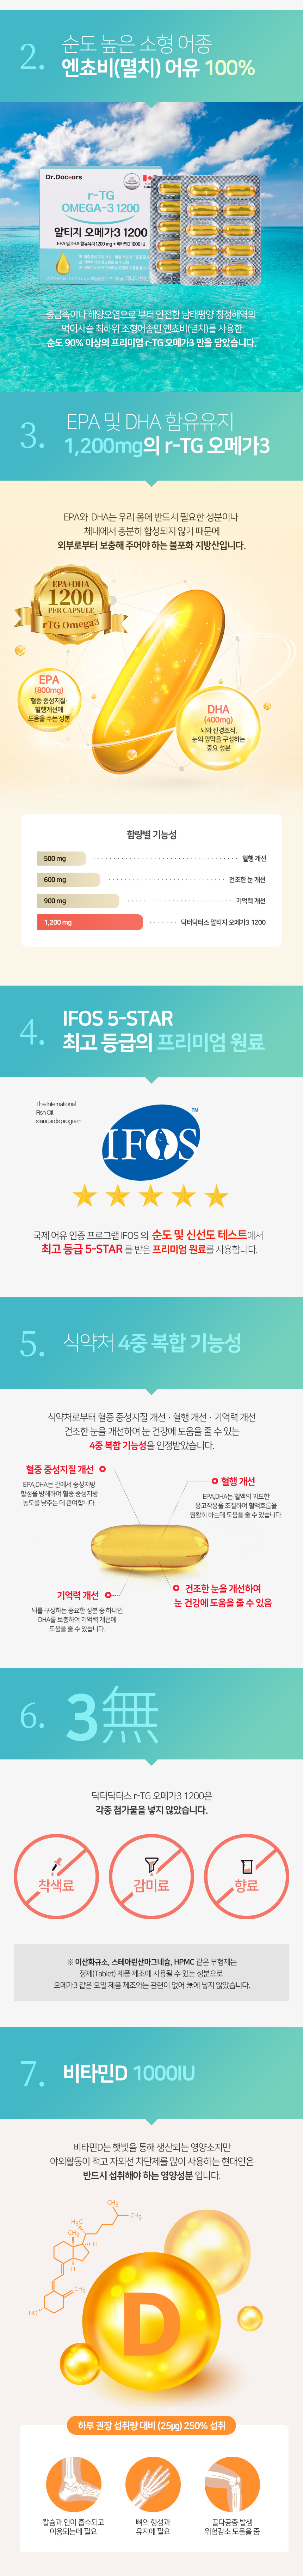 2.
순도 높은 소형 어종
엔쵸비(멸치) 어유 100%
Dr.Doctors
r-TG
OMEGA-3 1200
알티지 오메가3 1200
EPA 및 DHA 함유유지 1200 mg + 비타민D 1000 IU
중금속이나 해양오염으로 부터 안전한 남태평양 청정해역의
먹이사슬 최하위 소형어종인 엔쵸비(멸치)를 사용한
순도 90% 이상의 프리미엄 r-TG 오메가3 만을 담았습니다.
3.
EPA 및 DHA 함유유지
1,200mg의 r-TG 오메가3
EPA와 DHA는 우리 몸에 반드시 필요한 성분이나
체내에서 충분히 합성되지 않기 때문에
외부로부터 보충해 주어야 하는 불포화 지방산입니다.
EPA+DHA
1200
PER CAPSULE
rTG Omega3
EPA
(800mg)
혈중 중성지질·
혈행개선에
도움을 주는 성분
DHA
(400mg)
뇌와 신경조직,
눈의 망막을 구성하는
중요 성분
함량별 기능성
500 mg 혈행 개선
600 mg 건조한 눈 개선
900 mg 기억력 개선
1,200 mg 닥터닥터스 알티지 오메가3 1200
4.
IFOS 5-STAR
최고 등급의 프리미엄 원료
The International
Fish Oil
standards program
IFOS
TM
국제 어유 인증 프로그램 IFOS 의 순도 및 신선도 테스트에서
최고 등급 5-STAR 를 받은 프리미엄 원료를 사용합니다.
5.
식약처 4중 복합 기능성
식약처로부터 혈중 중성지질 개선 · 혈행 개선 · 기억력 개선
건조한 눈을 개선하여 눈 건강에 도움을 줄 수 있는
4중 복합 기능성을 인정받았습니다.
혈중 중성지질 개선
EPA,DHA는 간에서 중성지방
합성을 방해하여 혈중 중성지방
농도를 낮추는 데 관여합니다.
혈행 개선
EPA,DHA는 혈액의 과도한
응고작용을 조절하여 혈액흐름을
원활히 하는데 도움을 줄 수 있습니다.
기억력 개선
뇌를 구성하는 중요한 성분 중 하나인
DHA를 보충하여 기억력 개선에
도움을 줄 수 있습니다.
건조한 눈을 개선하여
눈 건강에 도움을 줄 수 있음
6.
3無
닥터닥터스 r-TG 오메가3 1200은
각종 첨가물을 넣지 않았습니다.
착색료
감미료
향료
※ 이산화규소, 스테아린산마그네슘, HPMC 같은 부형제는
정제(Tablet) 제품 제조에 사용될 수 있는 성분으로
오메가3 같은 오일 제품 제조와는 관련이 없어 無에 넣지 않았습니다.
7.
비타민D 1000IU
비타민D는 햇빛을 통해 생산되는 영양소지만
야외활동이 적고 자외선 차단제를 많이 사용하는 현대인은
반드시 섭취해야 하는 영양성분 입니다.
CH₃
H₃C
CH₃
CH₃
H
H
CH₂
HO
D
하루 권장 섭취량 대비 (25㎍) 250% 섭취
칼슘과 인이 흡수되고
이용되는데 필요
뼈의 형성과
유지에 필요
골다공증 발생
위험감소 도움을 줌